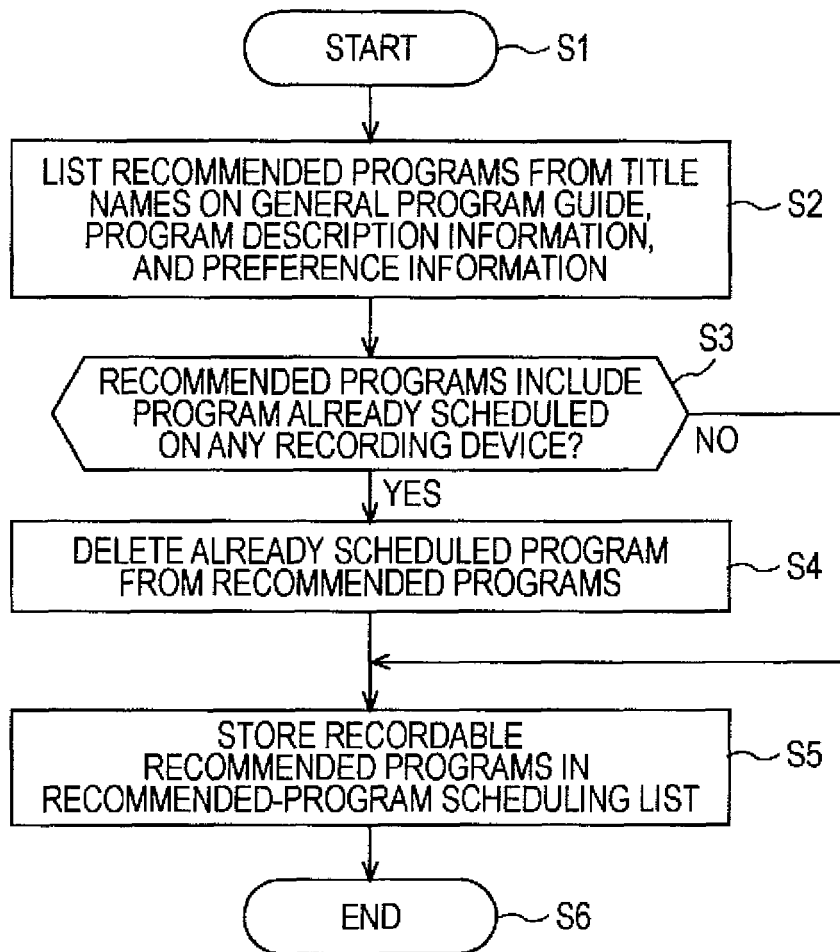 START
S1
LIST RECOMMENDED PROGRAMS FROM TITLE
NAMES ON GENERAL PROGRAM GUIDE,
PROGRAM DESCRIPTION INFORMATION,
AND PREFERENCE INFORMATION
S2
S3
RECOMMENDED PROGRAMS INCLUDE
PROGRAM ALREADY SCHEDULED
ON ANY RECORDING DEVICE?
NO
YES
DELETE ALREADY SCHEDULED PROGRAM
FROM RECOMMENDED PROGRAMS
S4
STORE RECORDABLE
RECOMMENDED PROGRAMS IN
RECOMMENDED-PROGRAM SCHEDULING LIST
S5
END
S6